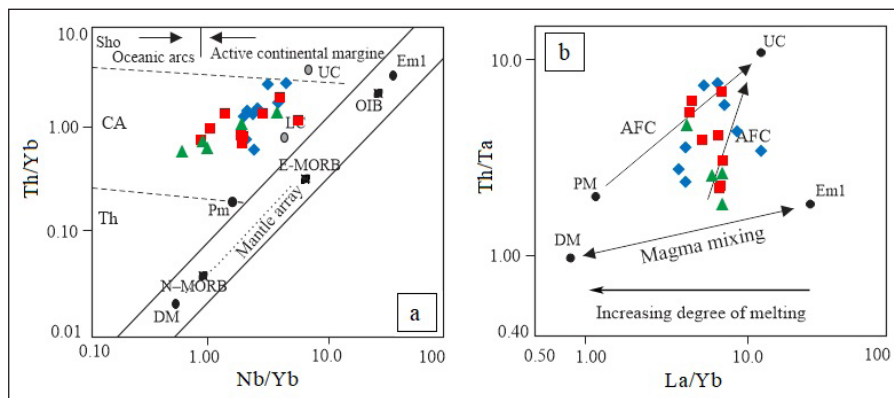 10.0
Sho
Oceanic arcs
Active continental margine
b
UC
Em1
UC
10.0
OIB
CA
Th/Yb
1.00
LC
AFC
AFC
Th/Ta
E-MORB
PM
Em1
Th
Pm
0.10
Mantle array
DM
1.00
Magma mixing
N–MORB
DM
a
Increasing degree of melting
0.01
0.40
0.10
1.00
10.0
100
0.50
1.00
10.0
100
Nb/Yb
La/Yb